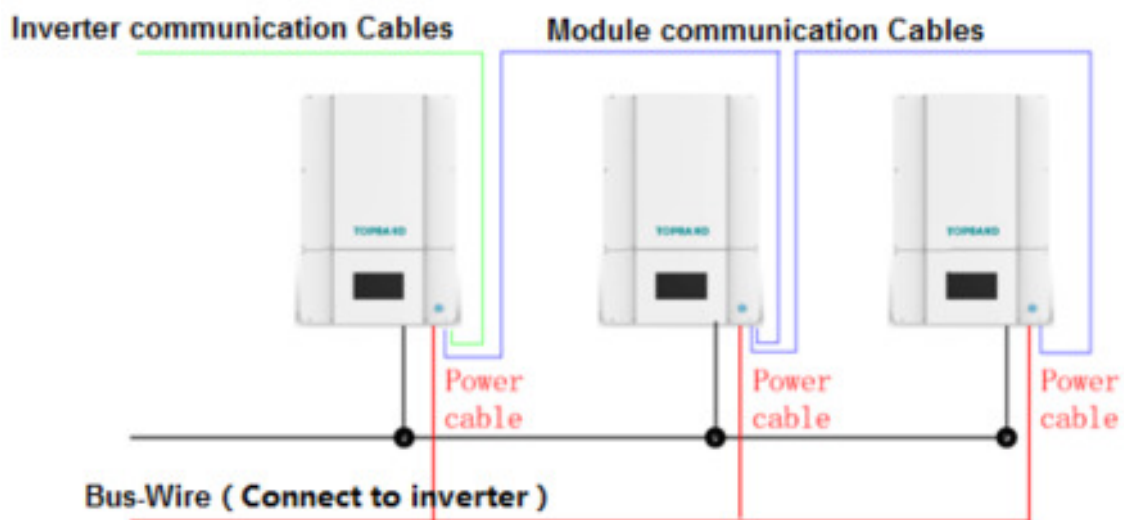 Inverter communication Cables
Module communication Cables
TOPBAND
TOPBAND
TOPBAND
Power
cable
Power
cable
Power
cable
Bus-Wire ( Connect to inverter )